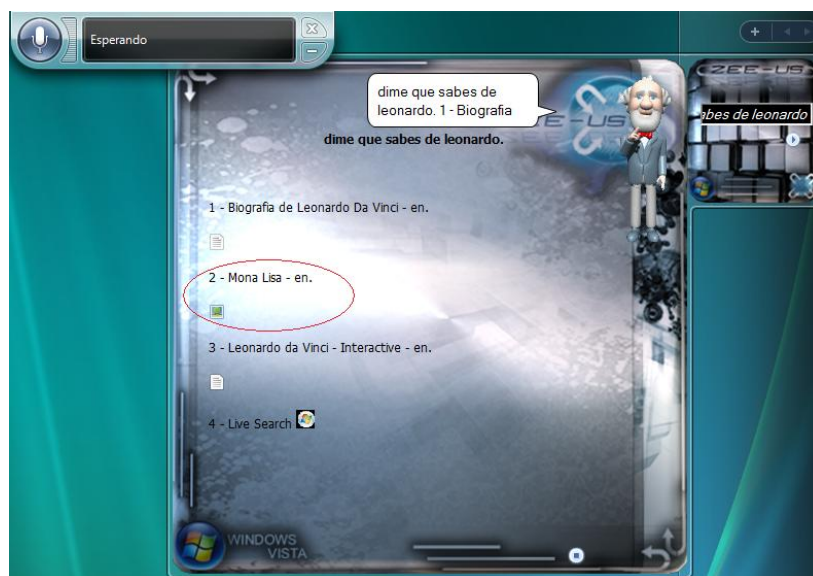 Esperando
dime que sabes de
leonardo. 1 - Biografia
ZEE-US
dime que sabes de leonardo.
abes de leonardo
1 - Biografia de Leonardo Da Vinci - en.
2 - Mona Lisa - en.
3 - Leonardo da Vinci - Interactive - en.
4 - Live Search
WINDOWS
VISTA